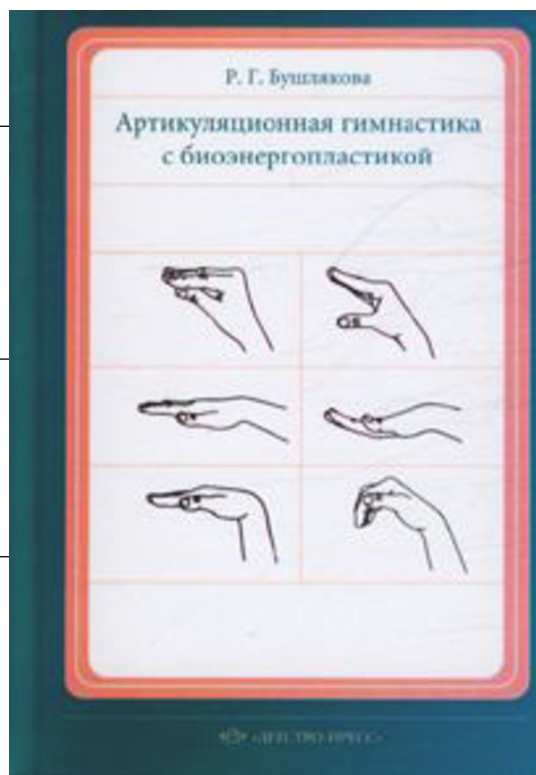 Р. Г. Бушлякова
Артикуляционная гимнастика
с биоэнергопластикой
«ДЕТСТВО-ПРЕСС»